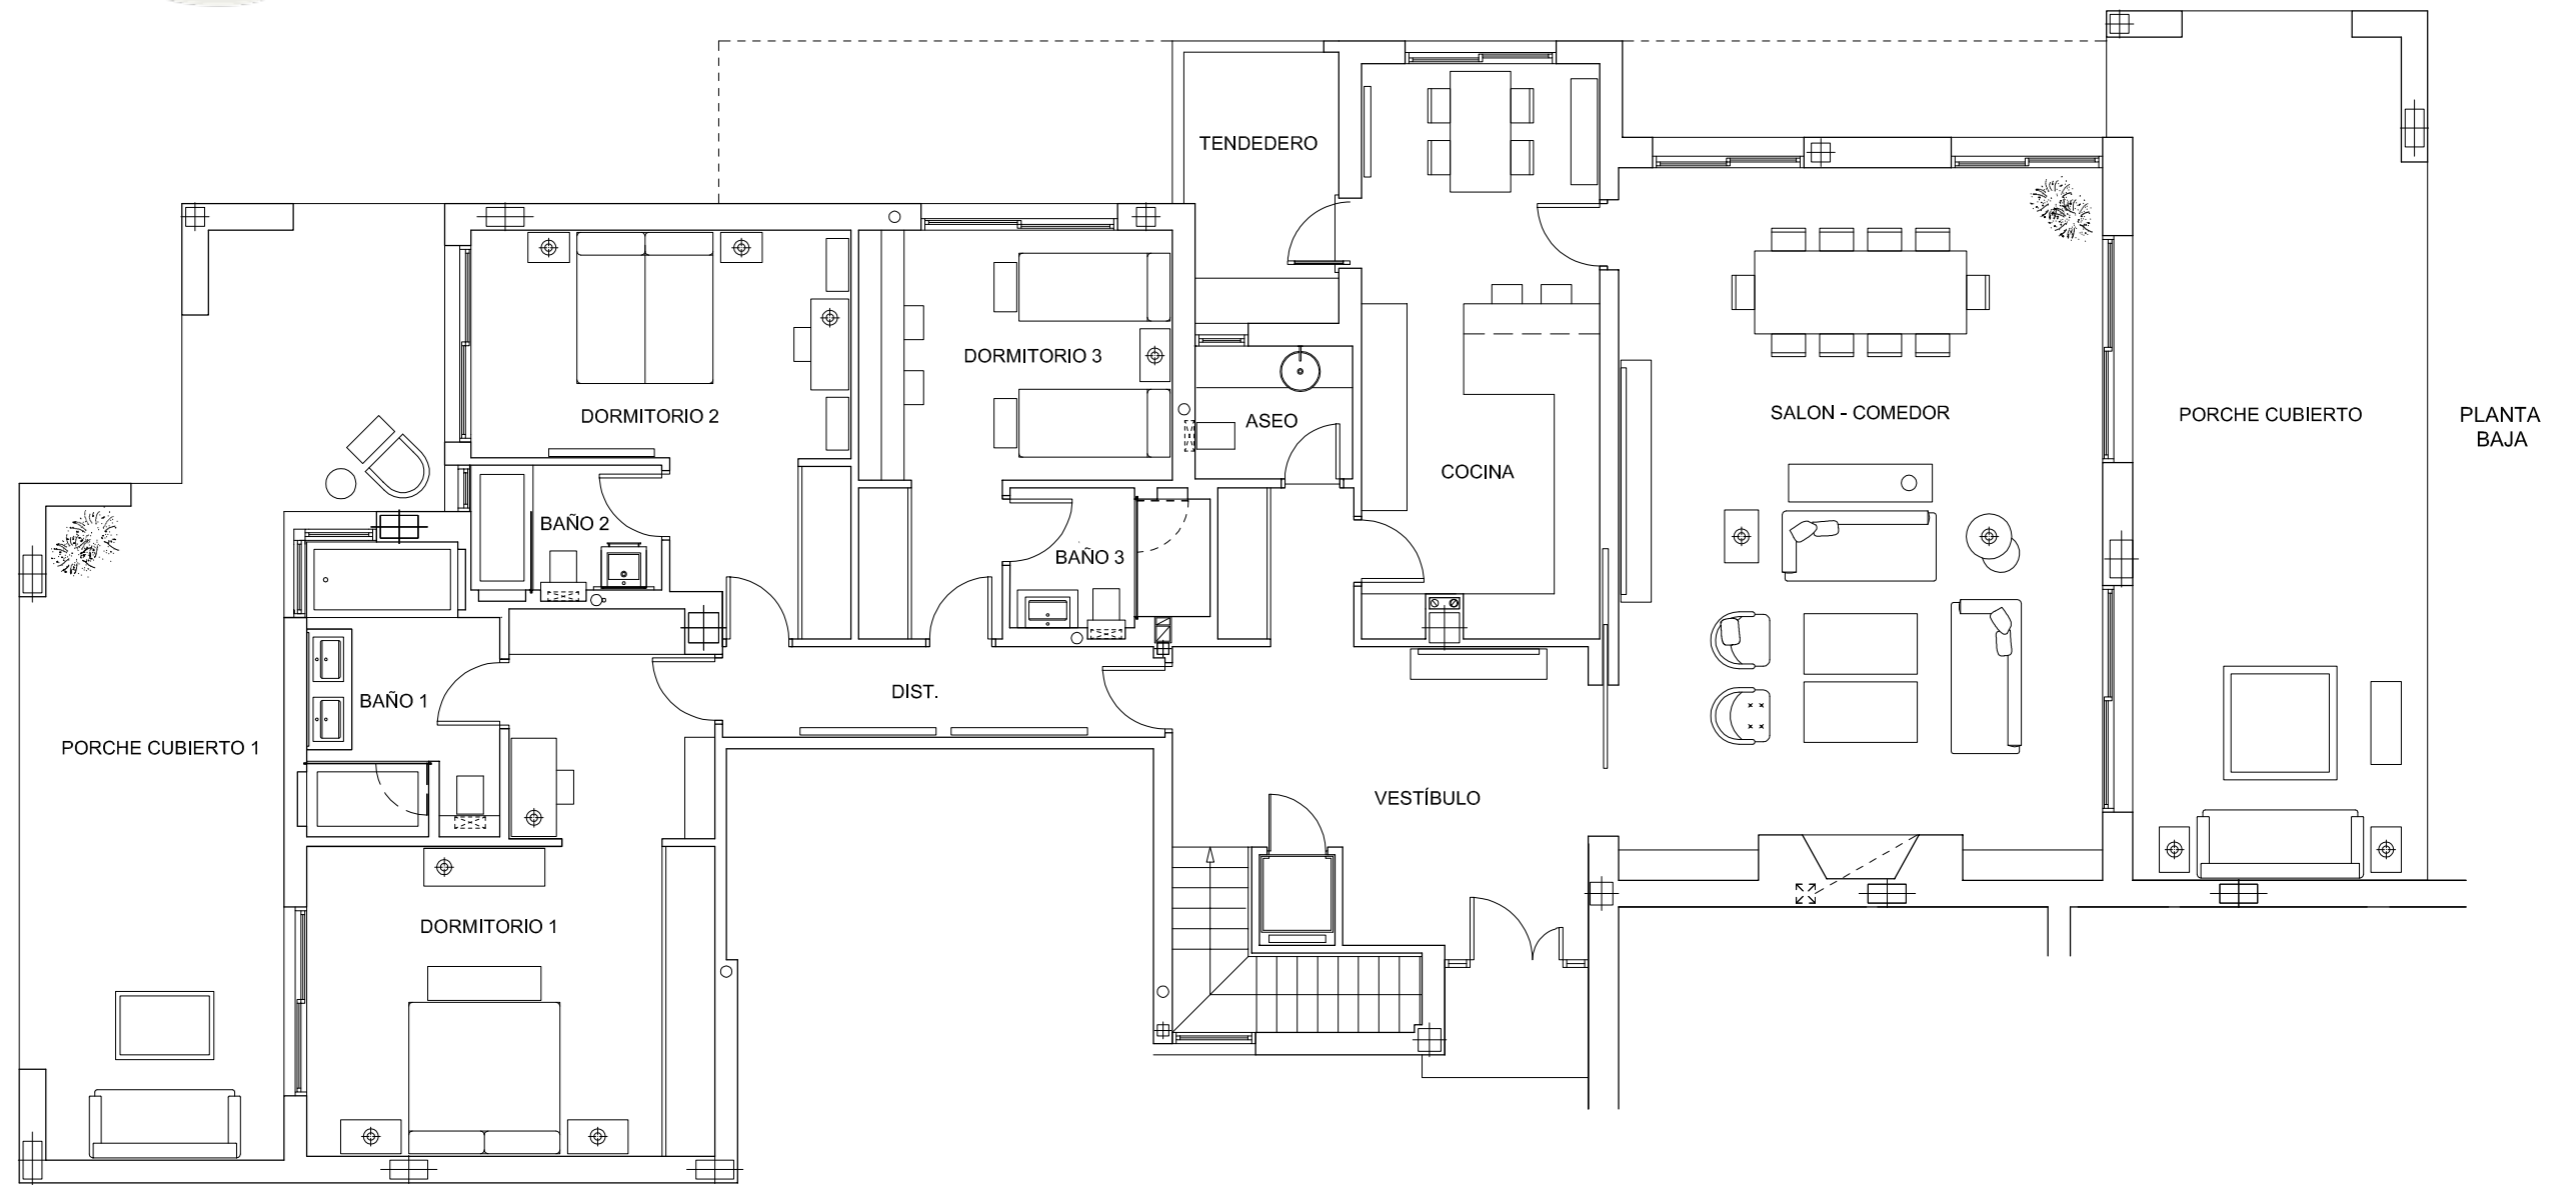 TENDEDERO
DORMITORIO 3
DORMITORIO 2
ASEO
SALON - COMEDOR
PORCHE CUBIERTO
PLANTA
BAJA
COCINA
BAÑO 2
BAÑO 3
DIST.
BAÑO 1
PORCHE CUBIERTO 1
VESTÍBULO
DORMITORIO 1